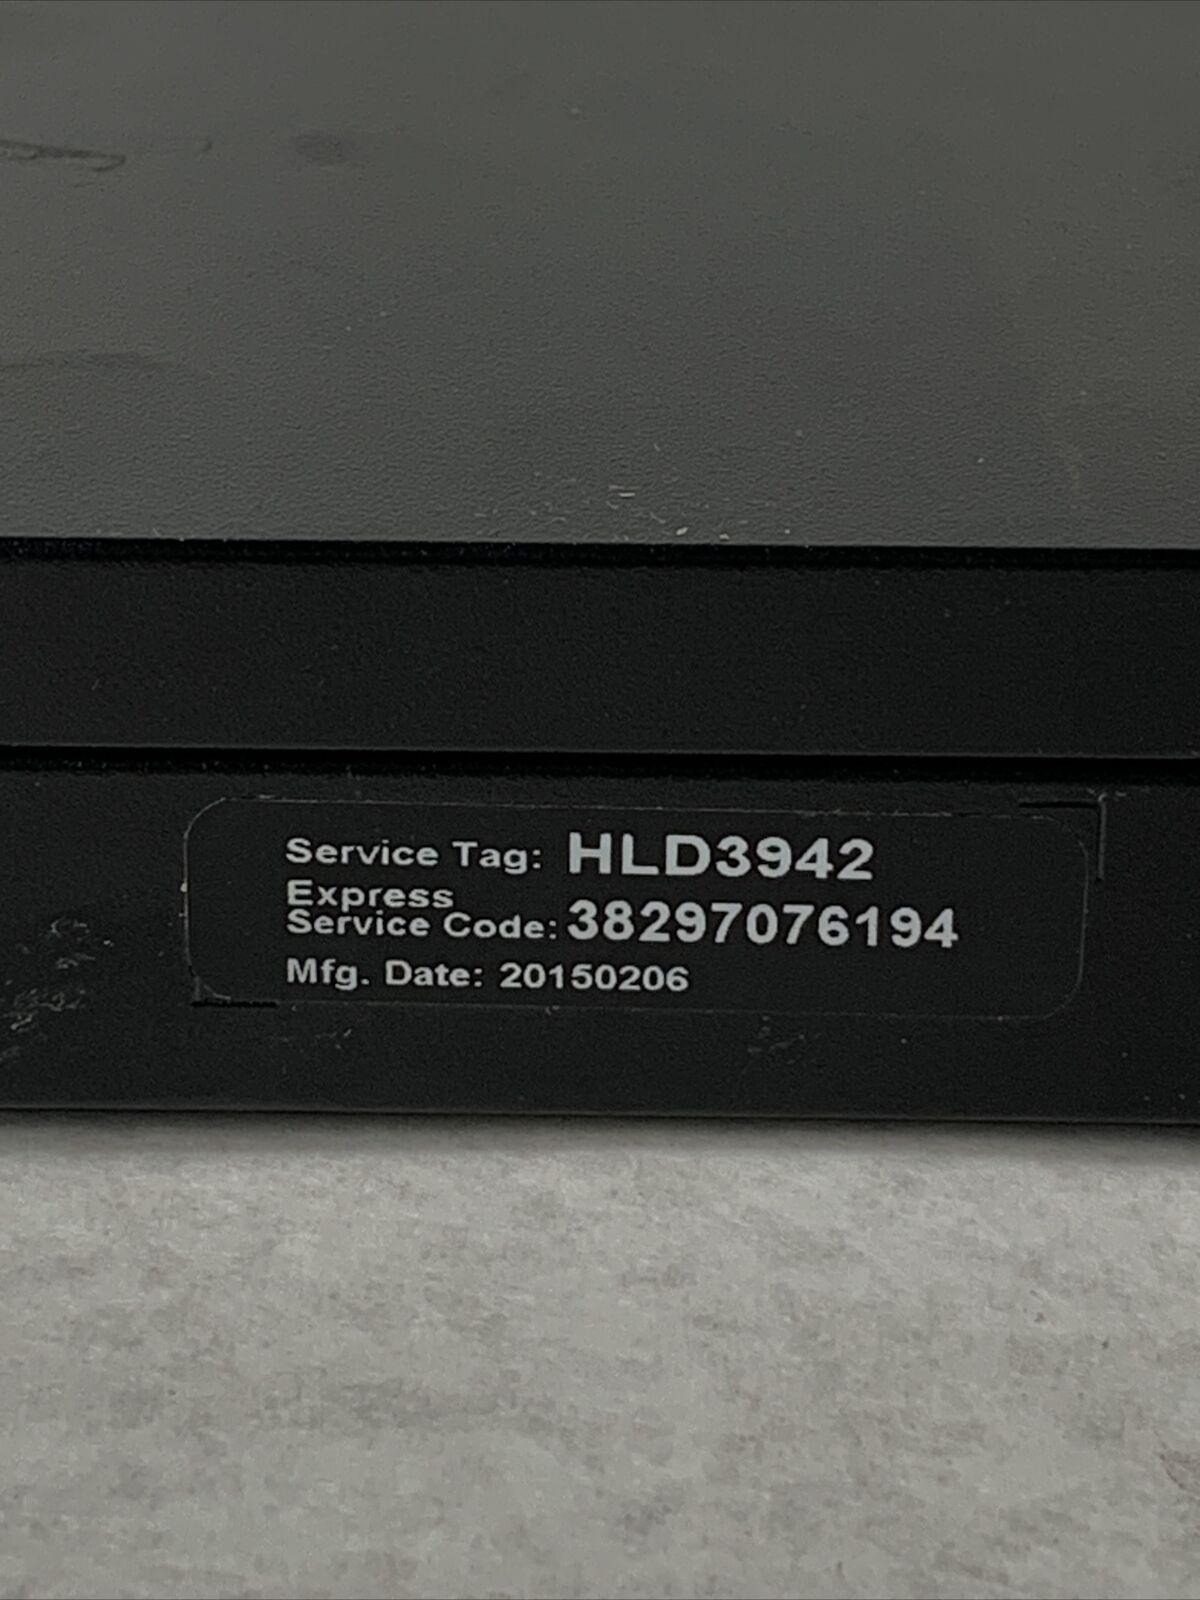 Service Tag: HLD3942
Express
Service Code: 38297076194
Mfg. Date: 20150206